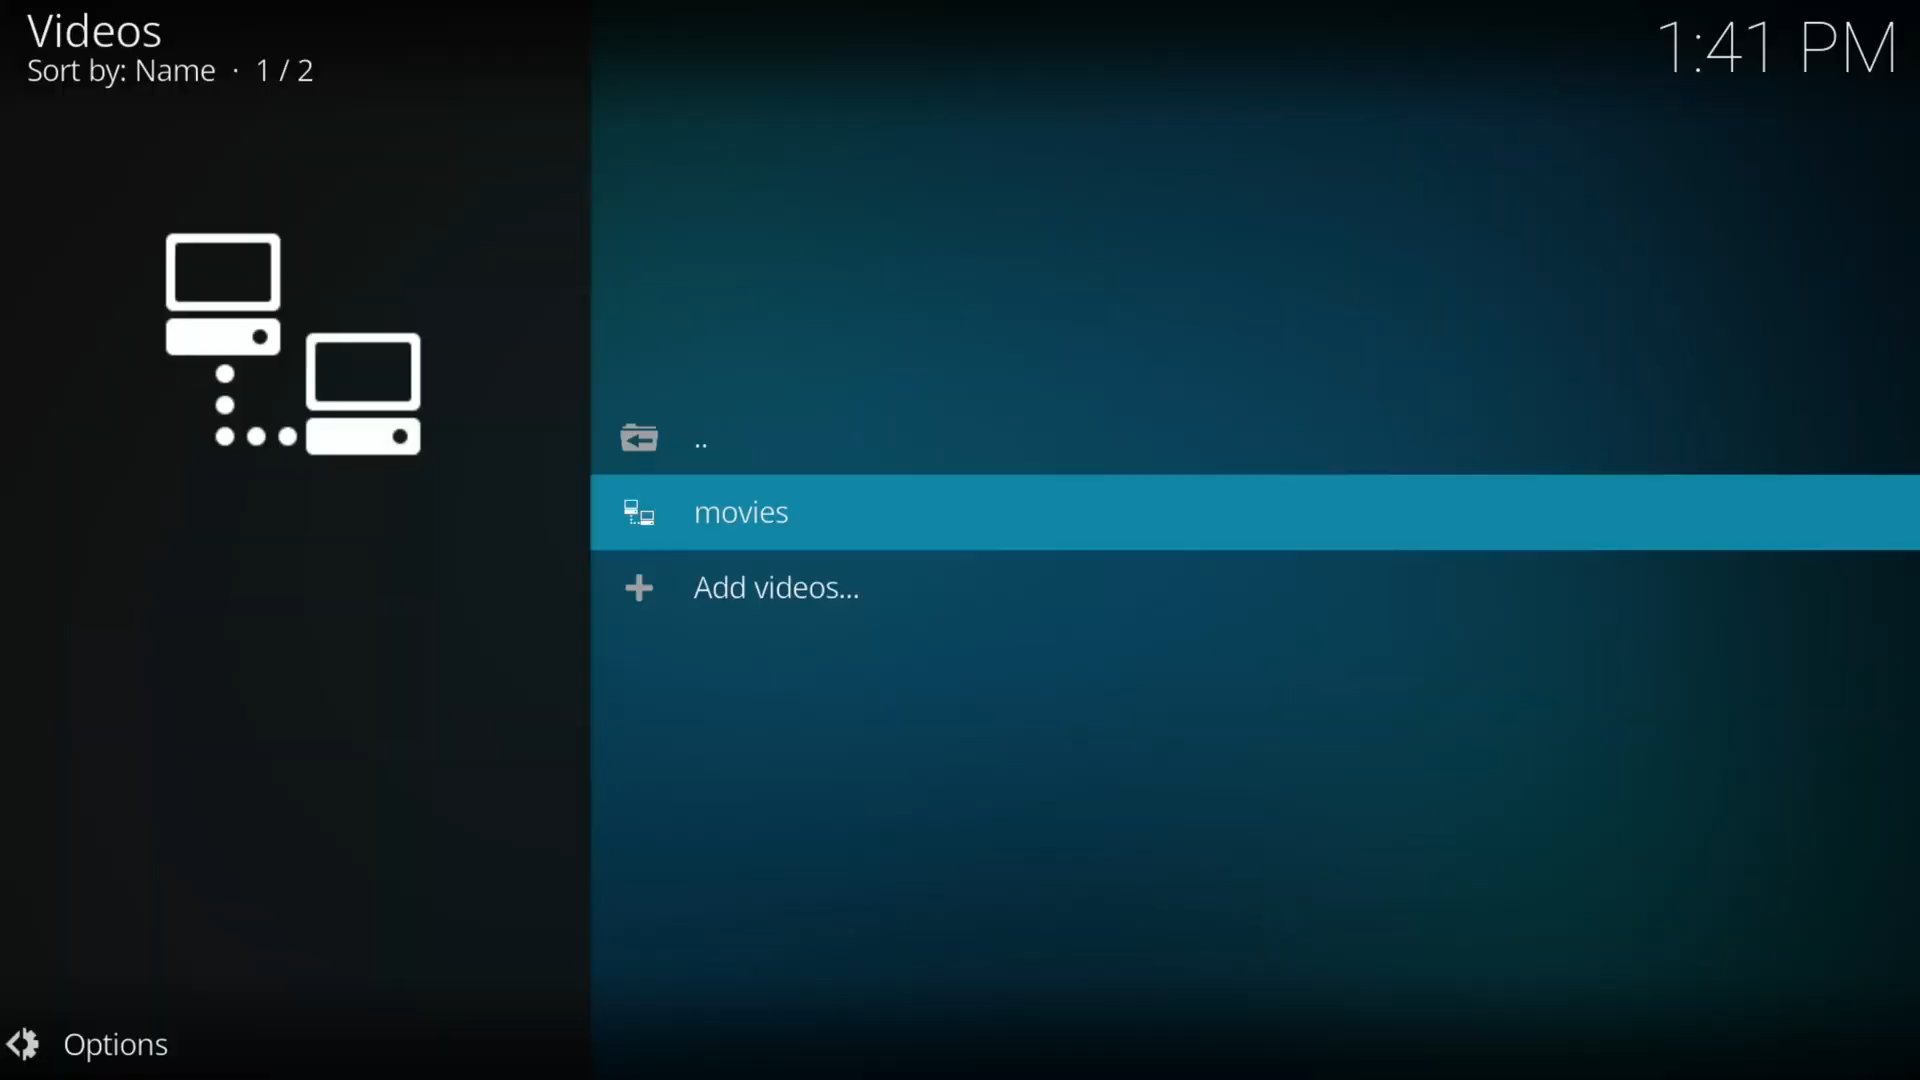 Videos
Sort by: Name · 1 / 2
1:41 PM
..
movies
Add videos...
Options